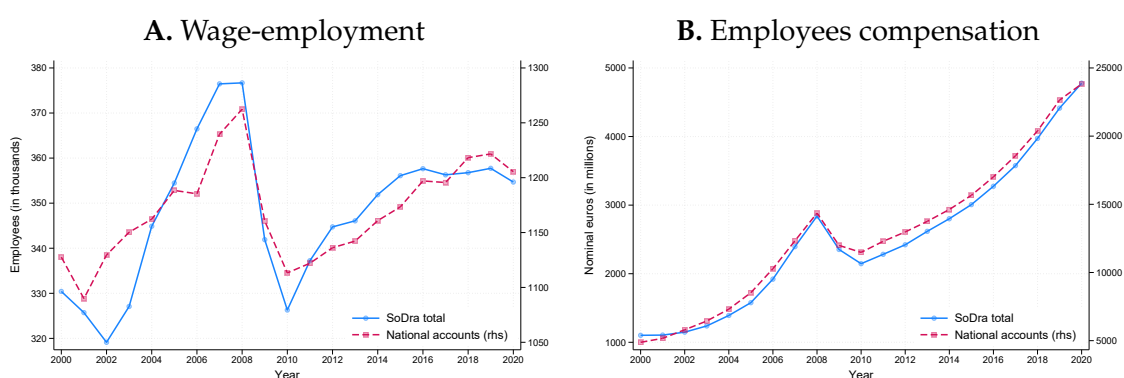 A. Wage-employment
380
370
360
350
340
330
320
1300
1250
1200
1150
1100
1050
Employees (in thousands)
SoDra total
National accounts (rhs)
2000 2002 2004 2006 2008 2010 2012 2014 2016 2018 2020
Year
B. Employees compensation
5000
4000
3000
2000
1000
25000
20000
15000
10000
5000
Nominal euros (in millions)
SoDra total
National accounts (rhs)
2000 2002 2004 2006 2008 2010 2012 2014 2016 2018 2020
Year